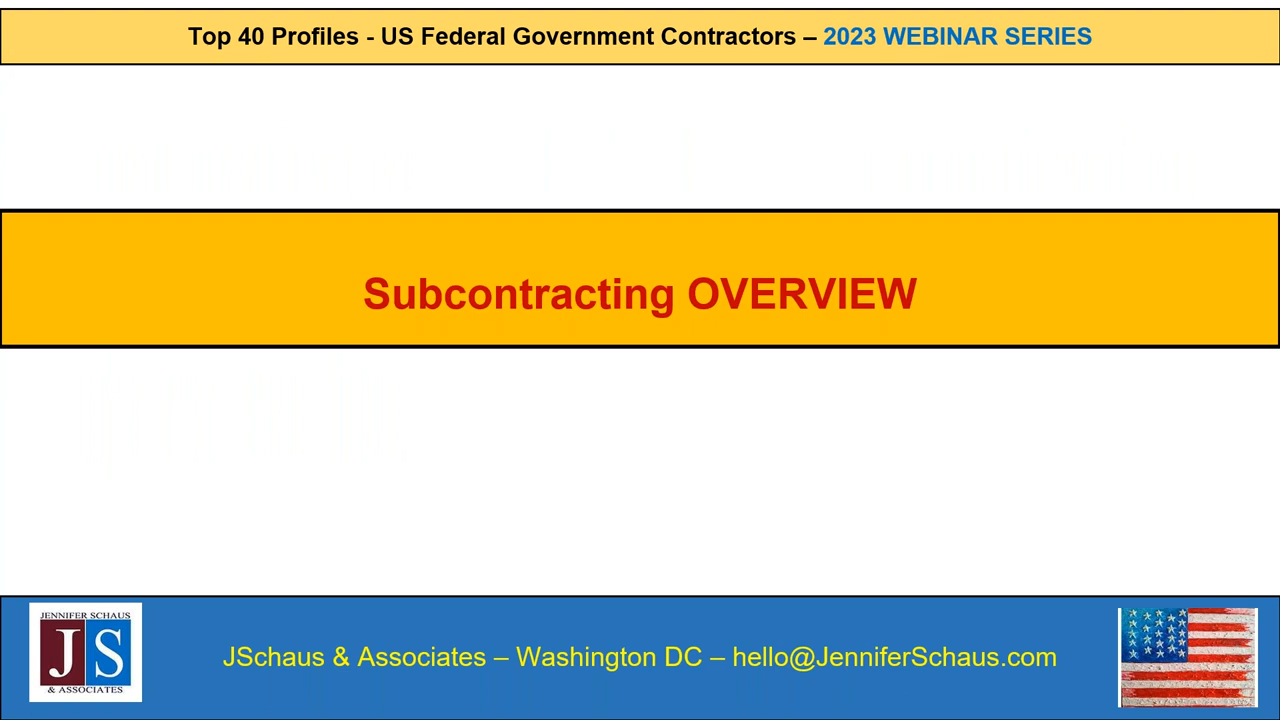 Top 40 Profiles - US Federal Government Contractors – 2023 WEBINAR SERIES
Subcontracting OVERVIEW
JENNIFER SCHAUS
JS
& ASSOCIATES
JSchaus & Associates – Washington DC – hello@JenniferSchaus.com